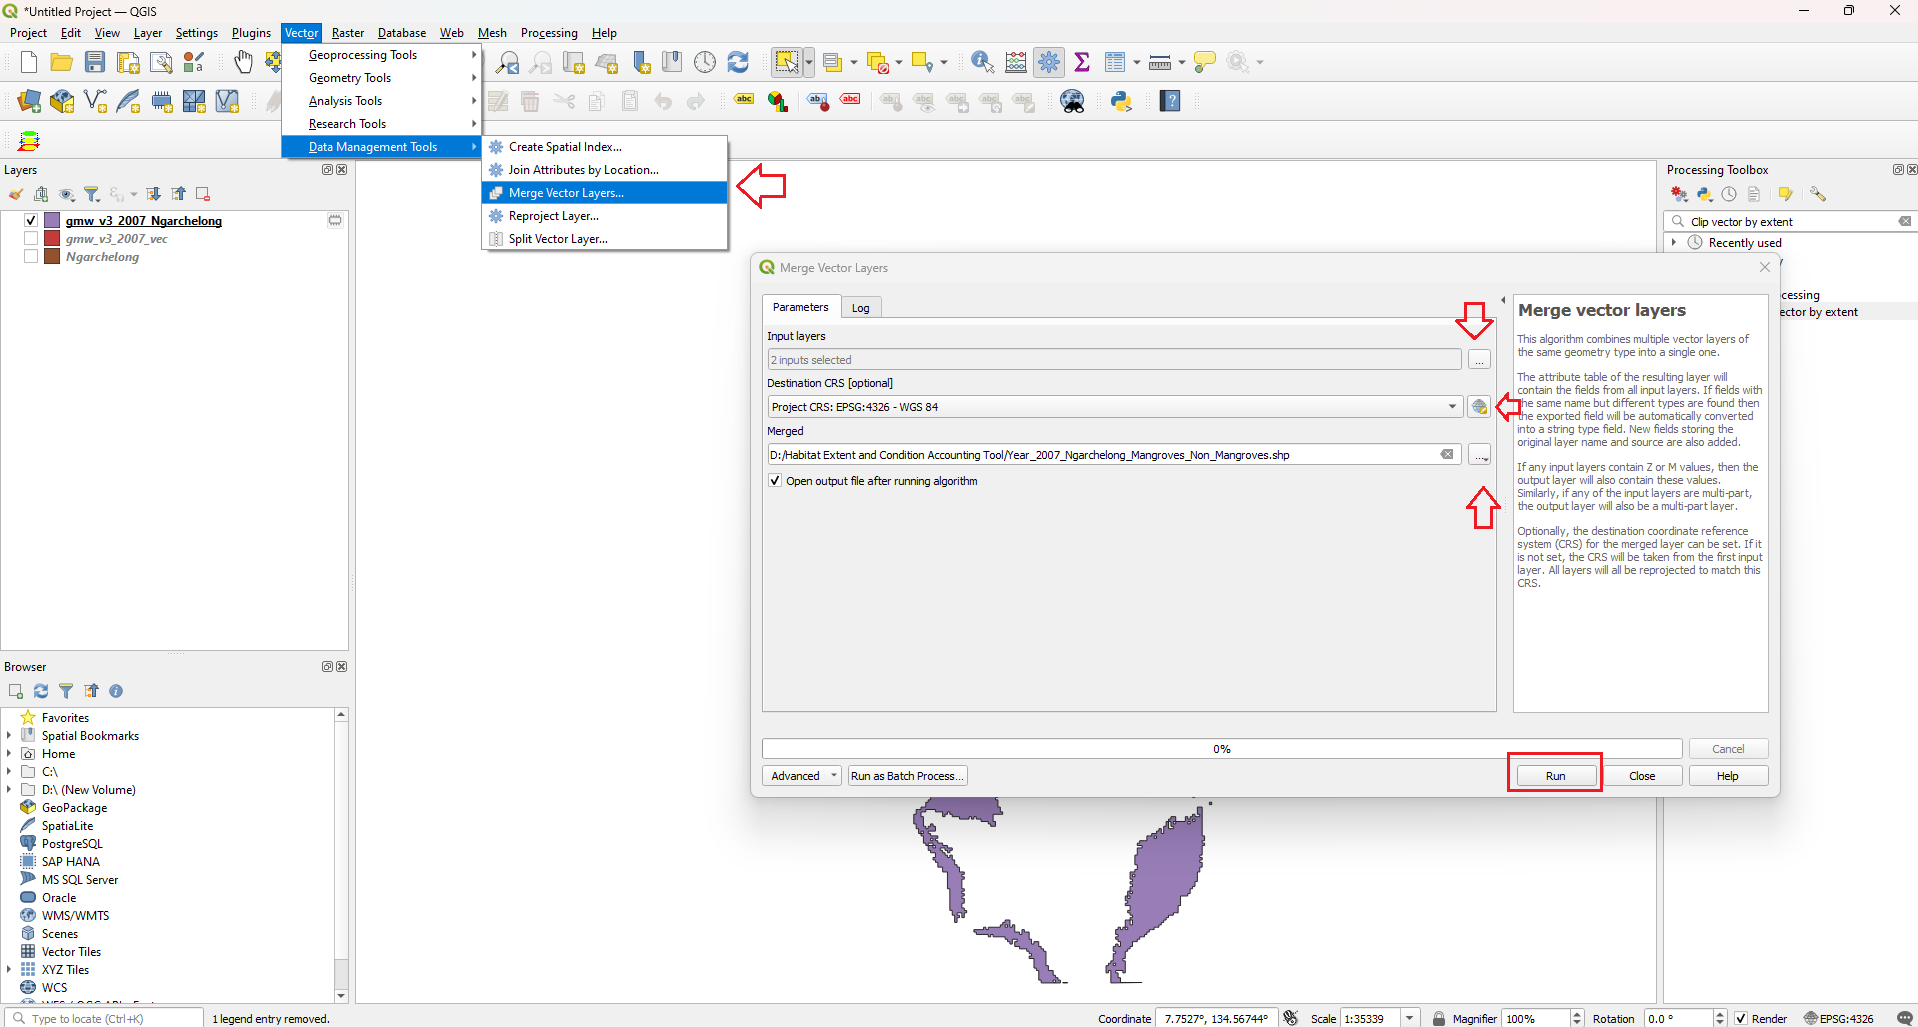 *Untitled Project — QGIS
Project Edit View Layer Settings Plugins Vector Raster Database Web Mesh Processing Help
Geoprocessing Tools
Geometry Tools
Analysis Tools
Research Tools
Data Management Tools
Create Spatial Index...
Join Attributes by Location...
Merge Vector Layers...
Reproject Layer...
Split Vector Layer...
abc abc abc
Layers
gmw_v3_2007_Ngarchelong
gmw_v3_2007_vec
Ngarchelong
Processing Toolbox
Clip vector by extent
Recently used
cessing
ector by extent
Merge Vector Layers
Parameters Log
Input layers
2 inputs selected
...
Destination CRS [optional]
Project CRS: EPSG:4326 - WGS 84
Merged
D:/Habitat Extent and Condition Accounting Tool/Year_2007_Ngarchelong_Mangroves_Non_Mangroves.shp
...
Open output file after running algorithm
Merge vector layers
This algorithm combines multiple vector layers of
the same geometry type into a single one.
The attribute table of the resulting layer will
contain the fields from all input layers. If fields with
the same name but different types are found then
the exported field will be automatically converted
into a string type field. New fields storing the
original layer name and source are also added.
If any input layers contain Z or M values, then the
output layer will also contain these values.
Similarly, if any of the input layers are multi-part,
the output layer will also be a multi-part layer.
Optionally, the destination coordinate reference
system (CRS) for the merged layer can be set. If it
is not set, the CRS will be taken from the first input
layer. All layers will all be reprojected to match this
CRS.
0%
Cancel
Advanced Run as Batch Process... Run Close Help
Browser
Favorites
Spatial Bookmarks
Home
C:\
D:\ (New Volume)
GeoPackage
SpatiaLite
PostgreSQL
SAP HANA
MS SQL Server
Oracle
WMS/WMTS
Scenes
Vector Tiles
XYZ Tiles
WCS
Type to locate (Ctrl+K) 1 legend entry removed. Coordinate 7.7527°, 134.56744° Scale 1:35339 Magnifier 100% Rotation 0.0 ° Render EPSG:4326